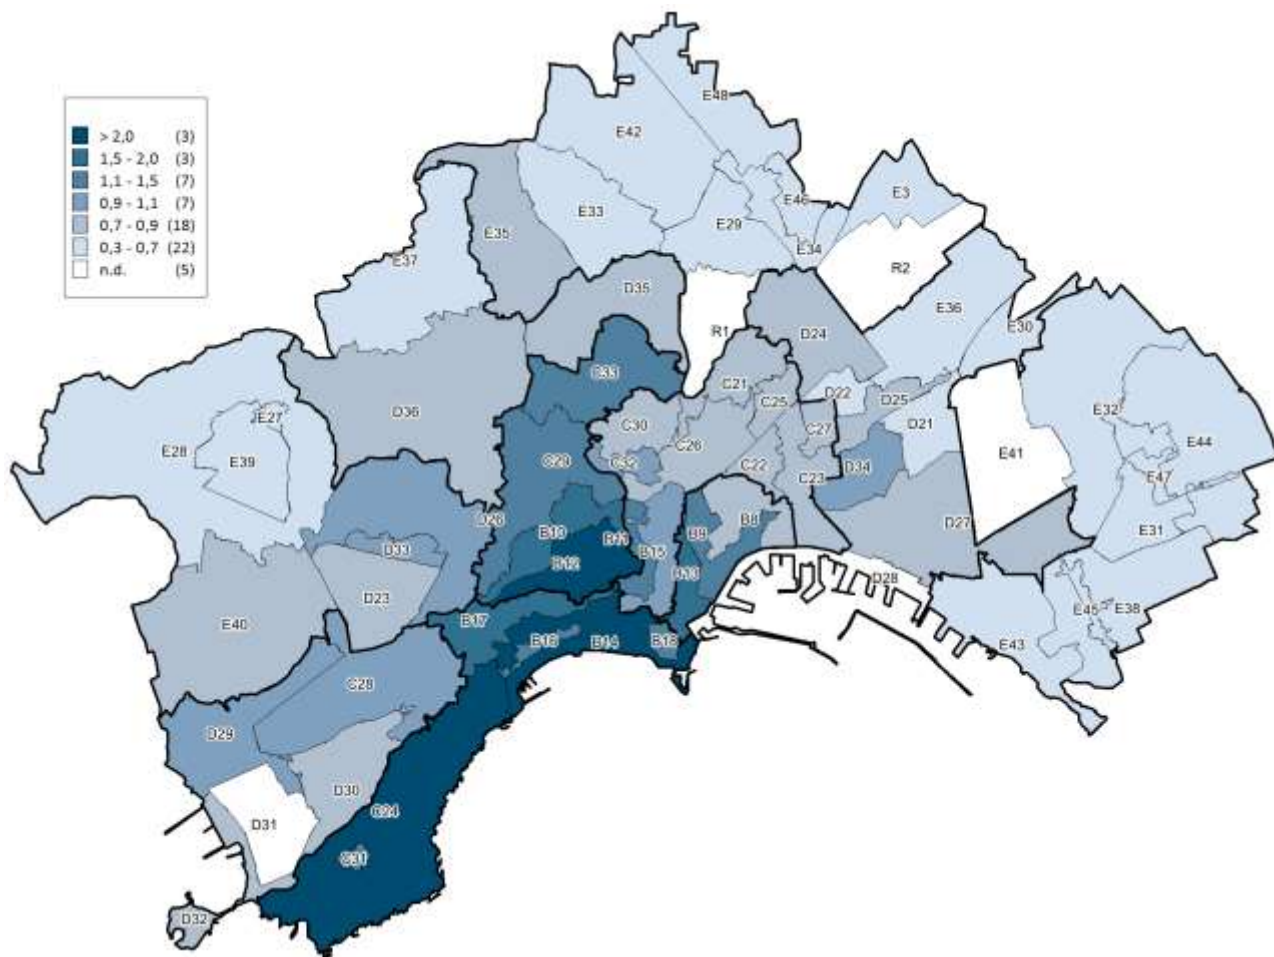 > 2,0 (3)
1,5 - 2,0 (3)
1,1 - 1,5 (7)
0,9 - 1,1 (7)
0,7 - 0,9 (18)
0,3 - 0,7 (22)
n.d. (5)
E48
E42
E3
E46
E33
E29
E35
E34
E37
R2
D35
E36
R1
D24
E30
C33
C21
D22
D25
C25
E32
D36
E27
C30
D21
C27
E28
C26
E44
E39
C29
C32
C22
D34
E41
C23
E47
D26
B8
D27
E31
B10
B9
B11
D33
B15
B12
H13
D28
D23
E38
E45
E40
B17
B16
B14
B18
E43
C28
D29
D30
C24
D31
C31
D32